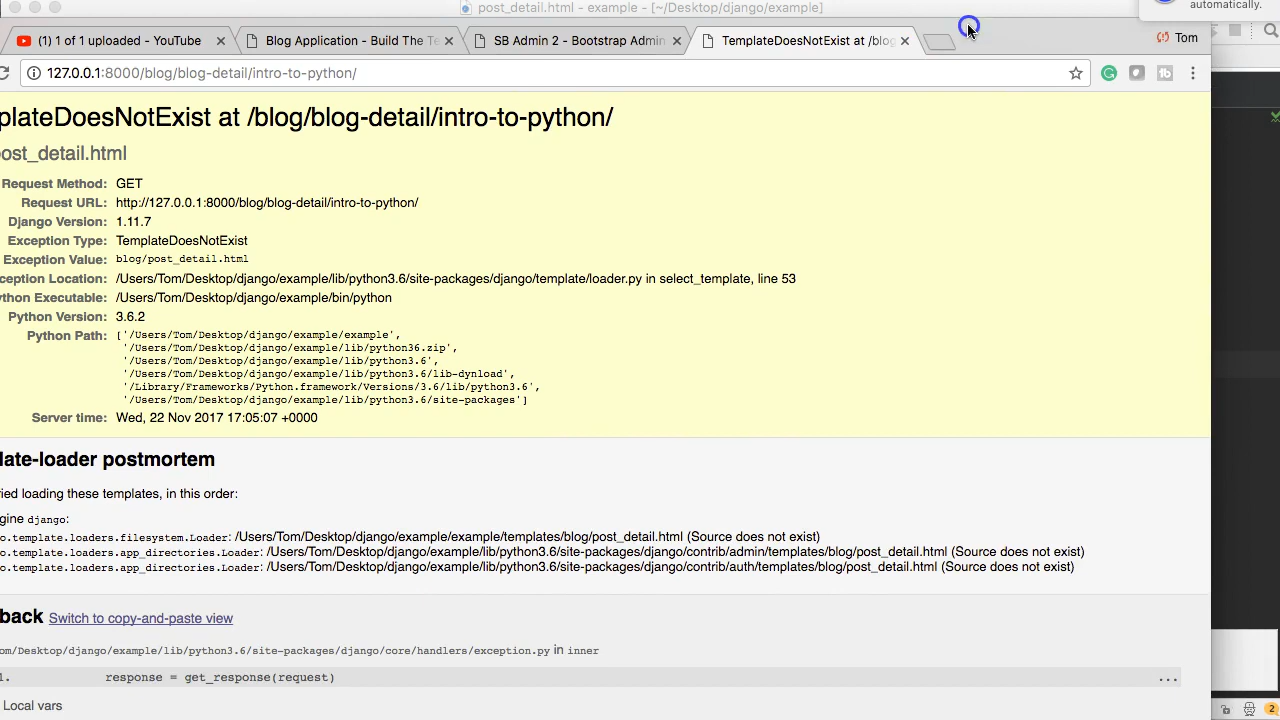 post_detail.html - example - [~/Desktop/django/example]
automatically.
(1) 1 of 1 uploaded - YouTube
Blog Application - Build The Te
SB Admin 2 - Bootstrap Admin
TemplateDoesNotExist at /blog
Tom
127.0.0.1:8000/blog/blog-detail/intro-to-python/
plateDoesNotExist at /blog/blog-detail/intro-to-python/
ost_detail.html
Request Method: GET
Request URL: http://127.0.0.1:8000/blog/blog-detail/intro-to-python/
Django Version: 1.11.7
Exception Type: TemplateDoesNotExist
Exception Value: blog/post_detail.html
ception Location: /Users/Tom/Desktop/django/example/lib/python3.6/site-packages/django/template/loader.py in select_template, line 53
ython Executable: /Users/Tom/Desktop/django/example/bin/python
Python Version: 3.6.2
Python Path: ['/Users/Tom/Desktop/django/example/example',
'/Users/Tom/Desktop/django/example/lib/python36.zip',
'/Users/Tom/Desktop/django/example/lib/python3.6',
'/Users/Tom/Desktop/django/example/lib/python3.6/lib-dynload',
'/Library/Frameworks/Python.framework/Versions/3.6/lib/python3.6',
'/Users/Tom/Desktop/django/example/lib/python3.6/site-packages']
Server time: Wed, 22 Nov 2017 17:05:07 +0000
late-loader postmortem
ried loading these templates, in this order:
gine django:
o.template.loaders.filesystem.Loader: /Users/Tom/Desktop/django/example/example/templates/blog/post_detail.html (Source does not exist)
o.template.loaders.app_directories.Loader: /Users/Tom/Desktop/django/example/lib/python3.6/site-packages/django/contrib/admin/templates/blog/post_detail.html (Source does not exist)
o.template.loaders.app_directories.Loader: /Users/Tom/Desktop/django/example/lib/python3.6/site-packages/django/contrib/auth/templates/blog/post_detail.html (Source does not exist)
back Switch to copy-and-paste view
om/Desktop/django/example/lib/python3.6/site-packages/django/core/handlers/exception.py in inner
1. response = get_response(request) ...
Local vars
2